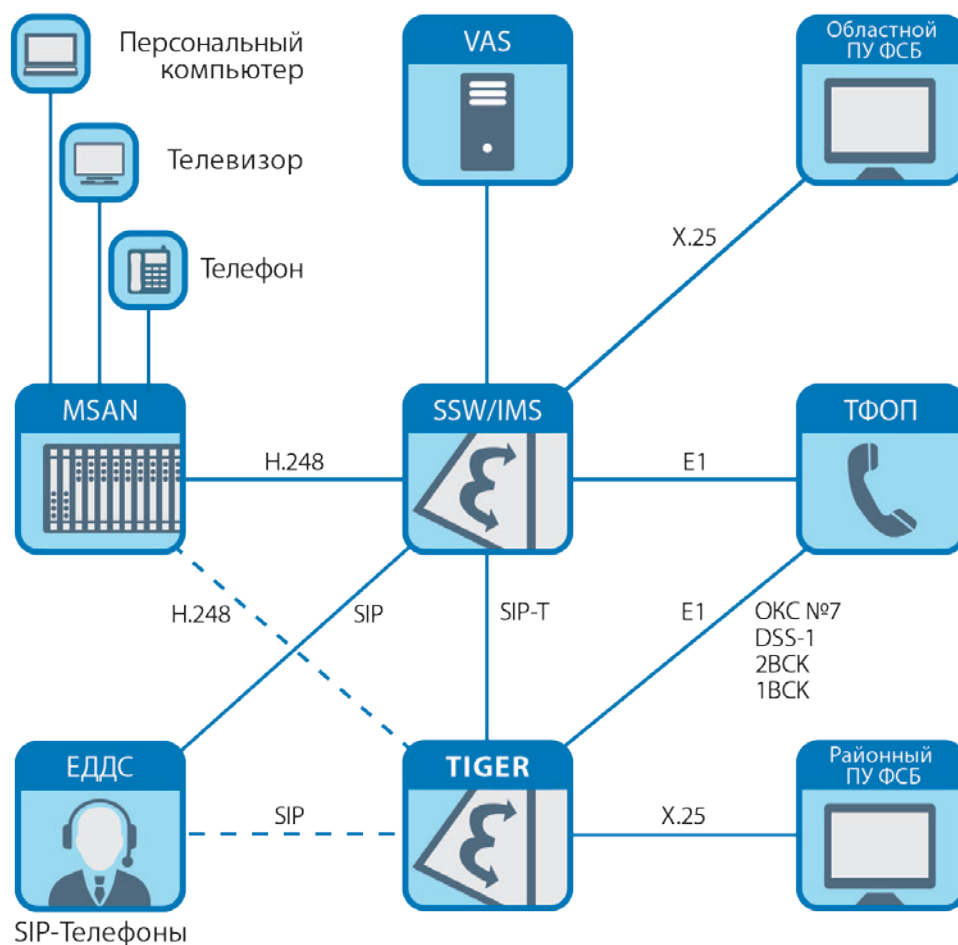 Персональный
компьютер
VAS
Областной
ПУ ФСБ
Телевизор
Телефон
X.25
MSAN
SSW/IMS
ТФОП
H.248
E1
H.248
SIP
SIP-T
E1
ОКС №7
DSS-1
2ВСК
1ВСК
ЕДДС
TIGER
Районный
ПУ ФСБ
SIP
X.25
SIP-Телефоны